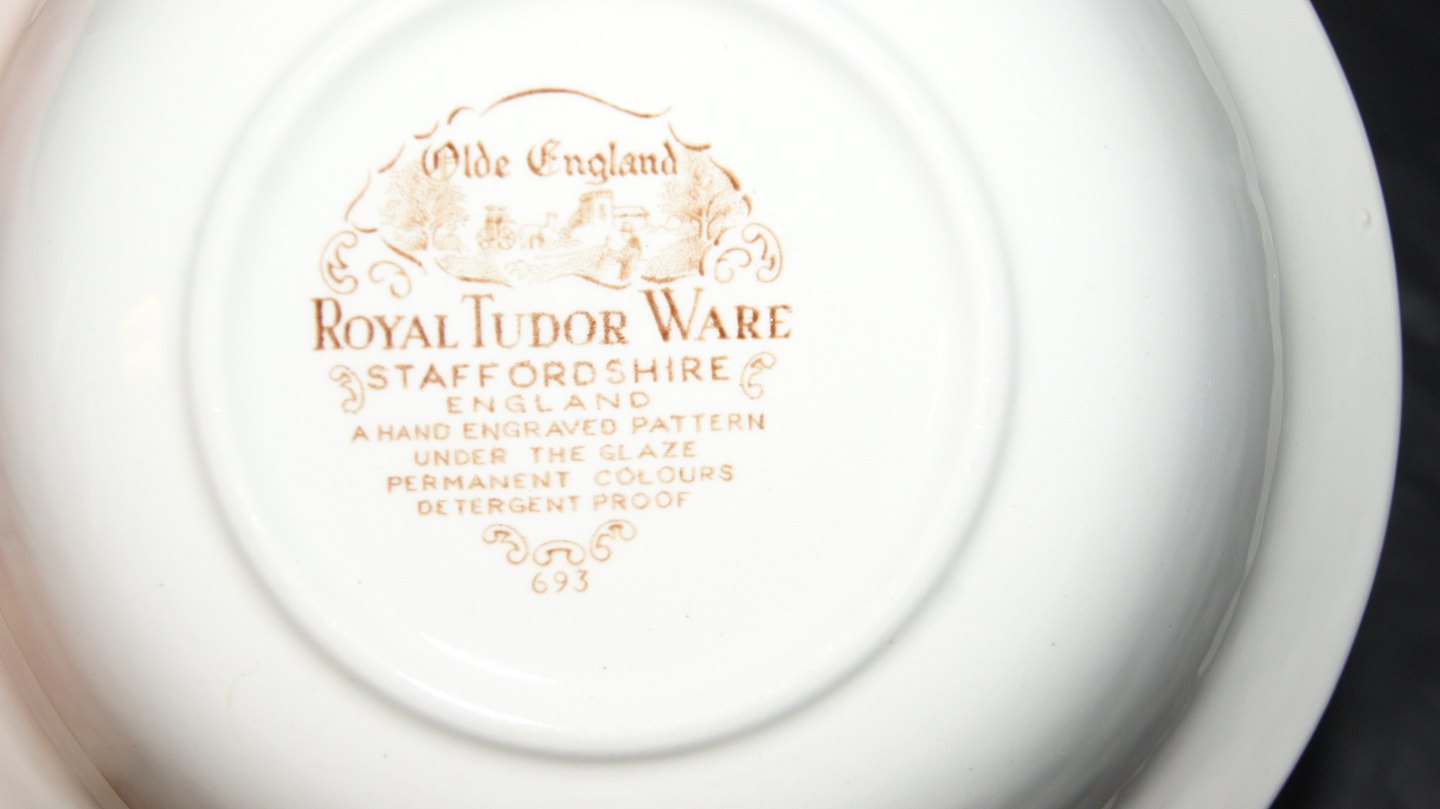 Olde England
ROYAL TUDOR WARE
STAFFORDSHIRE
ENGLAND
A HAND ENGRAVED PATTERN
UNDER THE GLAZE
PERMANENT COLOURS
DETERGENT PROOF
693